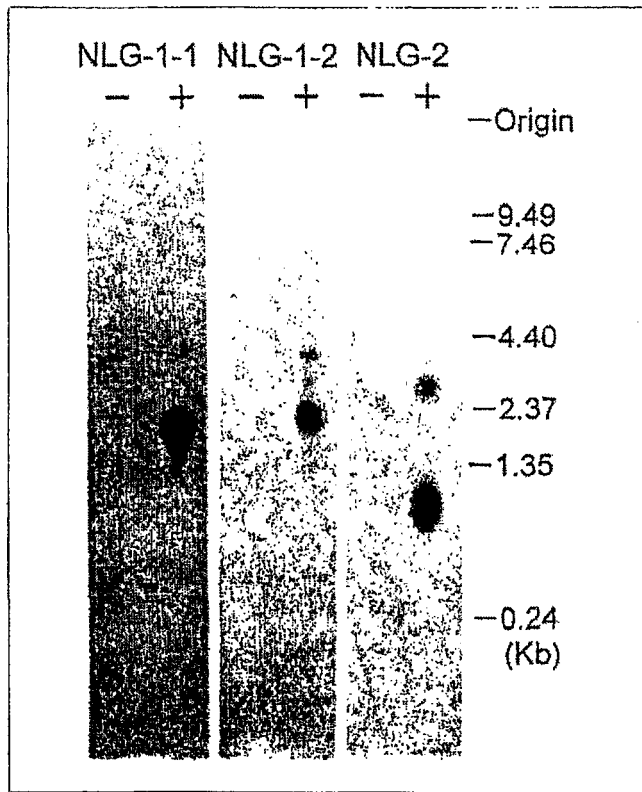 NLG-1-1 NLG-1-2 NLG-2
− + − + − +
−Origin
−9.49
−7.46
−4.40
−2.37
−1.35
−0.24
(Kb)